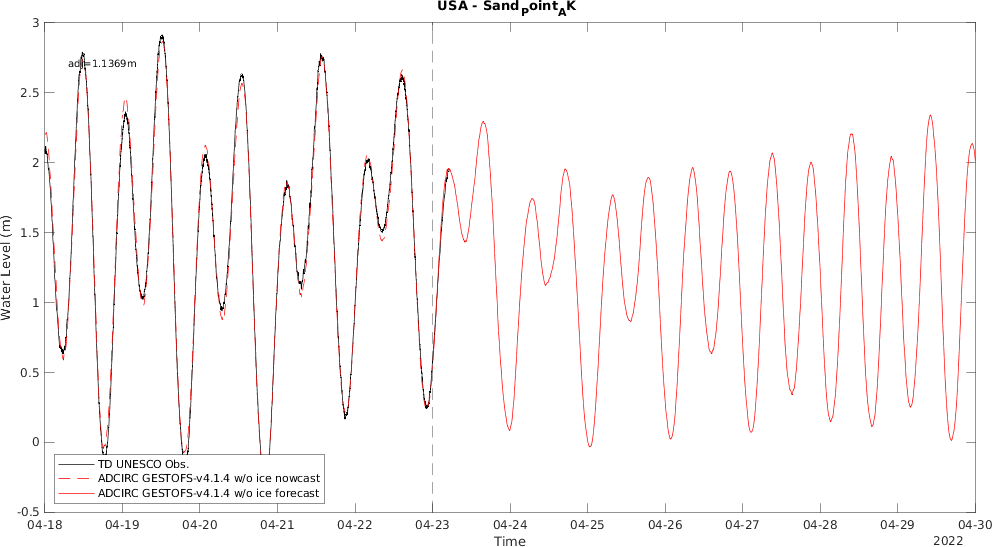 USA - SandPointAK
adj=1.1369m
3
2.5
2
1.5
1
0.5
0
-0.5
Water Level (m)
TD UNESCO Obs.
ADCIRC GESTOFS-v4.1.4 w/o ice nowcast
ADCIRC GESTOFS-v4.1.4 w/o ice forecast
04-18 04-19 04-20 04-21 04-22 04-23 04-24 04-25 04-26 04-27 04-28 04-29 04-30
Time
2022